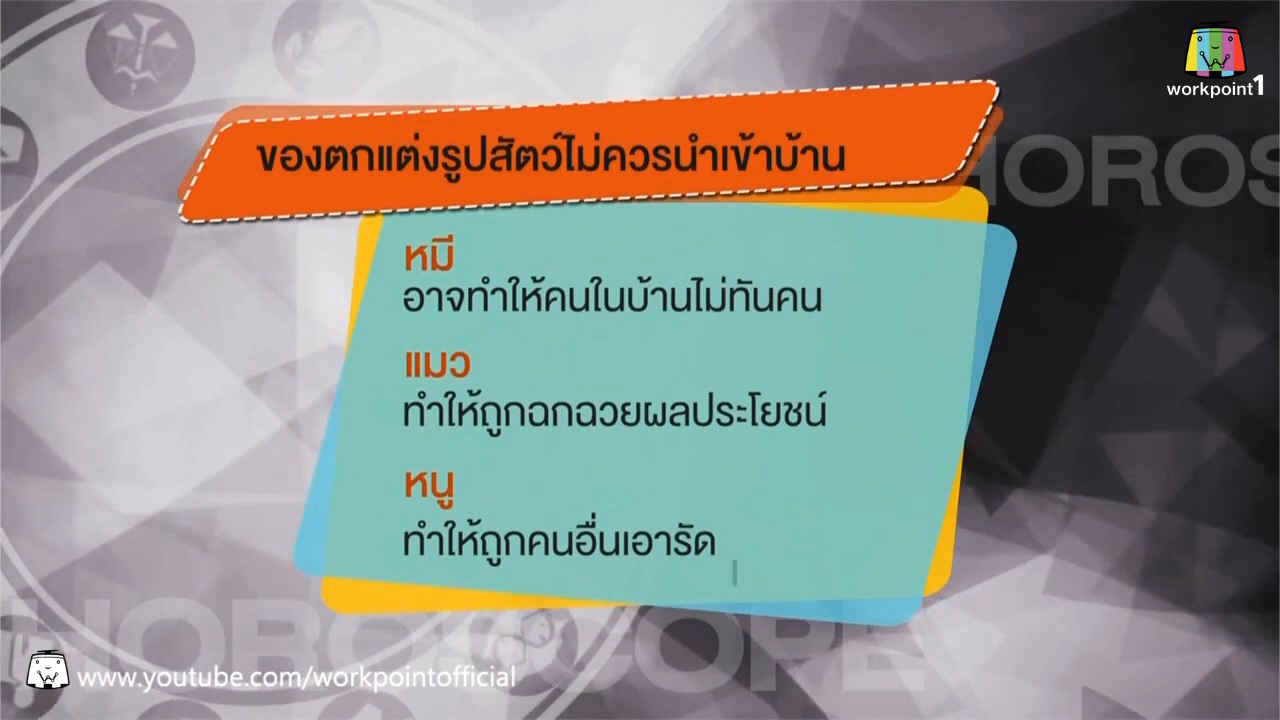 workpoint1
ของตกแต่งรูปสัตว์ไม่ควรนำเข้าบ้าน
HOROS
หมี
อาจทำให้คนในบ้านไม่ทันคน
แมว
ทำให้ถูกฉกฉวยผลประโยชน์
หนู
ทำให้ถูกคนอื่นเอารัด
HOROSCOPE
www.youtube.com/workpointofficial